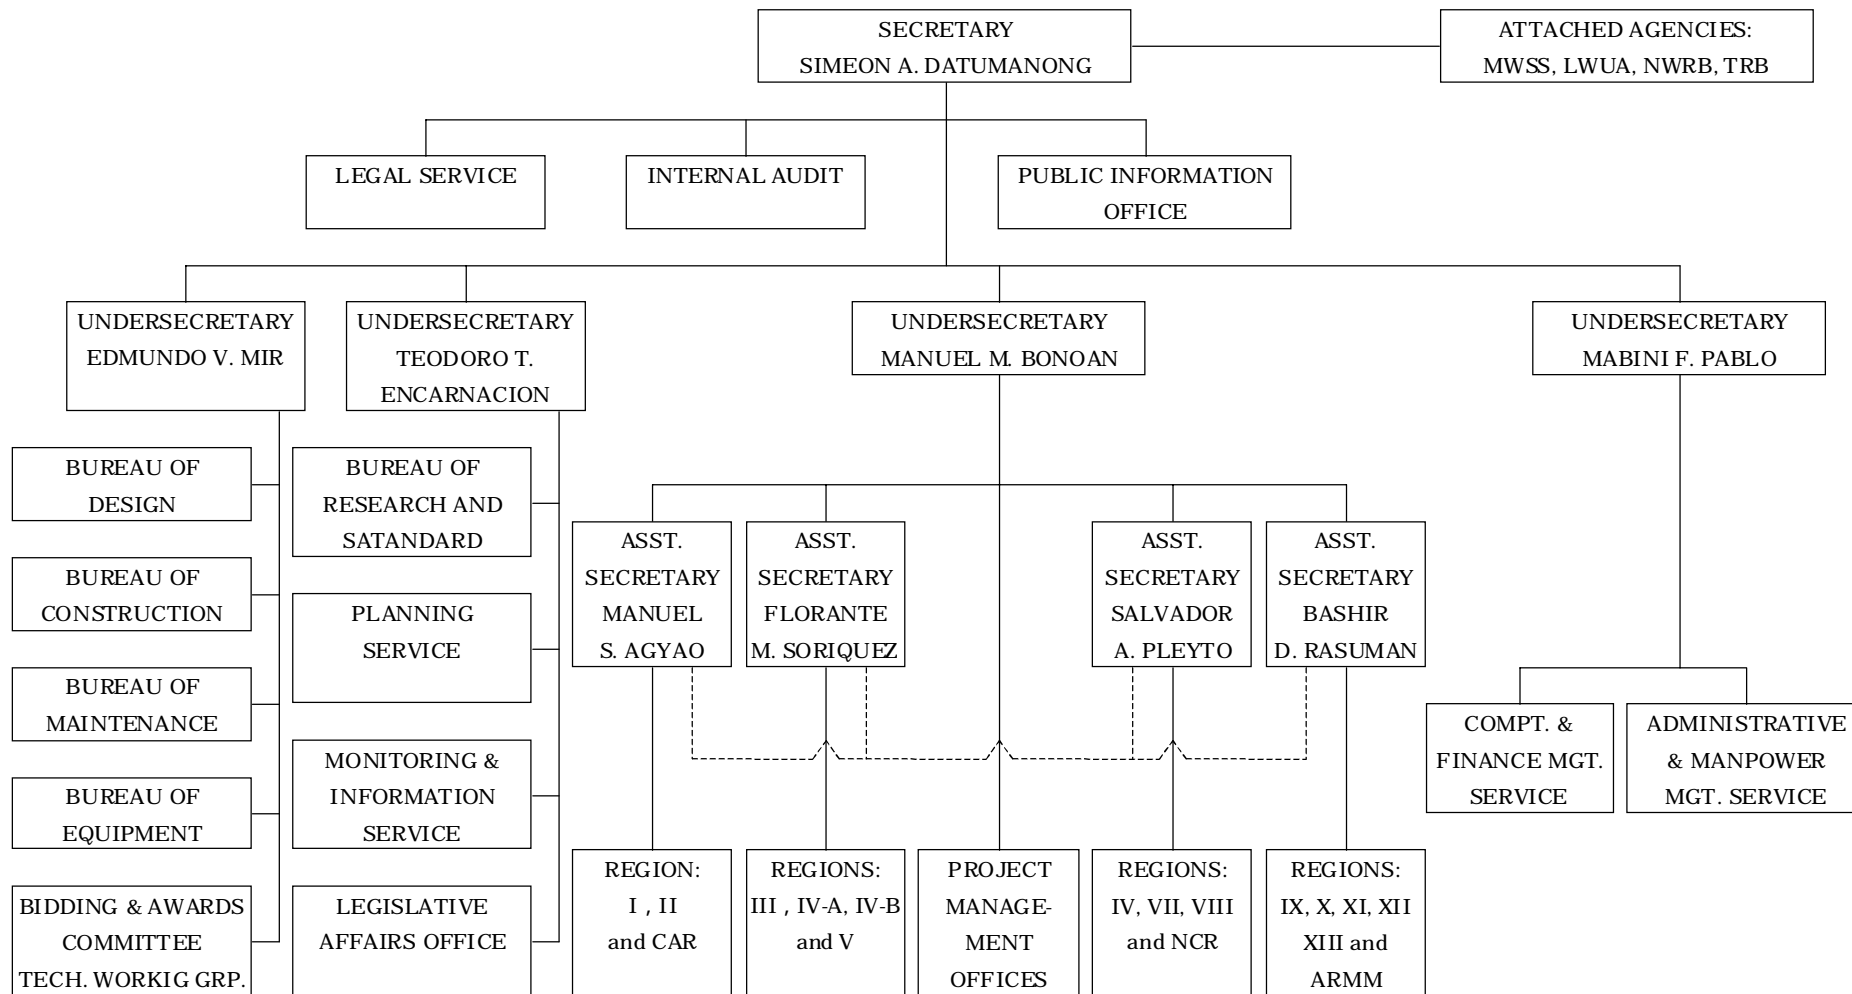 SECRETARY
SIMEON A. DATUMANONG
ATTACHED AGENCIES:
MWSS, LWUA, NWRB, TRB
LEGAL SERVICE
INTERNAL AUDIT
PUBLIC INFORMATION
OFFICE
UNDERSECRETARY
EDMUNDO V. MIR
UNDERSECRETARY
TEODORO T.
ENCARNACION
UNDERSECRETARY
MANUEL M. BONOAN
UNDERSECRETARY
MABINI F. PABLO
BUREAU OF
DESIGN
BUREAU OF
CONSTRUCTION
BUREAU OF
MAINTENANCE
BUREAU OF
EQUIPMENT
BIDDING & AWARDS
COMMITTEE
TECH. WORKIG GRP.
BUREAU OF
RESEARCH AND
SATANDARD
PLANNING
SERVICE
MONITORING &
INFORMATION
SERVICE
LEGISLATIVE
AFFAIRS OFFICE
ASST.
SECRETARY
MANUEL
S. AGYAO
ASST.
SECRETARY
FLORANTE
M. SORIQUEZ
ASST.
SECRETARY
SALVADOR
A. PLEYTO
ASST.
SECRETARY
BASHIR
D. RASUMAN
COMPT. &
FINANCE MGT.
SERVICE
ADMINISTRATIVE
& MANPOWER
MGT. SERVICE
REGION:
I , II
and CAR
REGIONS:
III , IV-A, IV-B
and V
PROJECT
MANAGE-
MENT
OFFICES
REGIONS:
IV, VII, VIII
and NCR
REGIONS:
IX, X, XI, XII
XIII and
ARMM